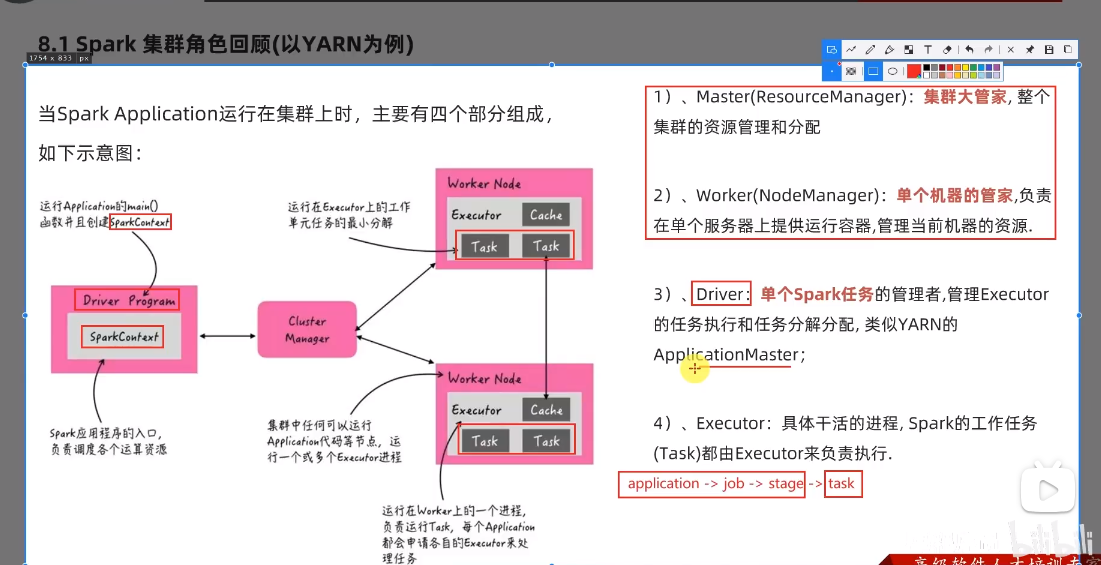 8.1 Spark 集群角色回顾(以YARN为例)
1754 x 833 px
当Spark Application运行在集群上时，主要有四个部分组成，
如下示意图：
运行Application的main()
函数并且创建SparkContext
Driver Program
SparkContext
Spark应用程序的入口，
负责调度各个运算资源
Cluster
Manager
运行在Executor上的工作
单元任务的最小分解
Worker Node
Executor
Cache
Task
Task
集群中任何可以运行
Application代码等节点，运
行一个或多个Executor进程
Worker Node
Executor
Cache
Task
Task
运行在Worker上的一个进程，
负责运行Task，每个Application
都会申请各自的Executor来处
理任务
1）、Master(ResourceManager)：集群大管家, 整个
集群的资源管理和分配
2）、Worker(NodeManager)：单个机器的管家,负责
在单个服务器上提供运行容器,管理当前机器的资源.
3）、Driver：单个Spark任务的管理者,管理Executor
的任务执行和任务分解分配, 类似YARN的
ApplicationMaster；
4）、Executor：具体干活的进程, Spark的工作任务
(Task)都由Executor来负责执行.
application -> job -> stage -> task
bilibili
高级软件人才培训专家